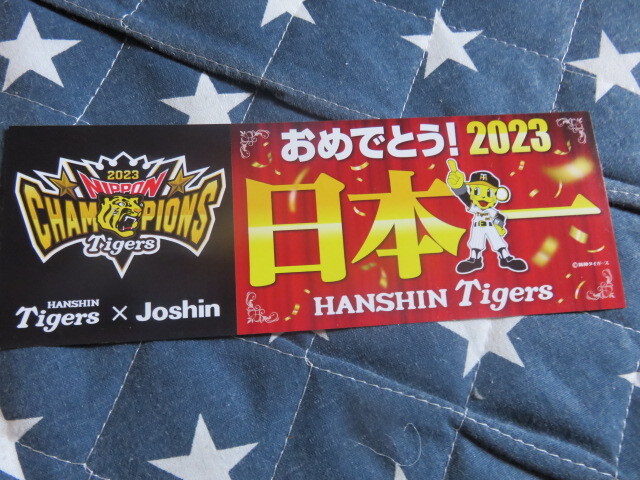 2023
NIPPON
CHAMPIONS
Tigers
HANSHIN
Tigers × Joshin
おめでとう! 2023
日本一
©阪神タイガース
HANSHIN Tigers